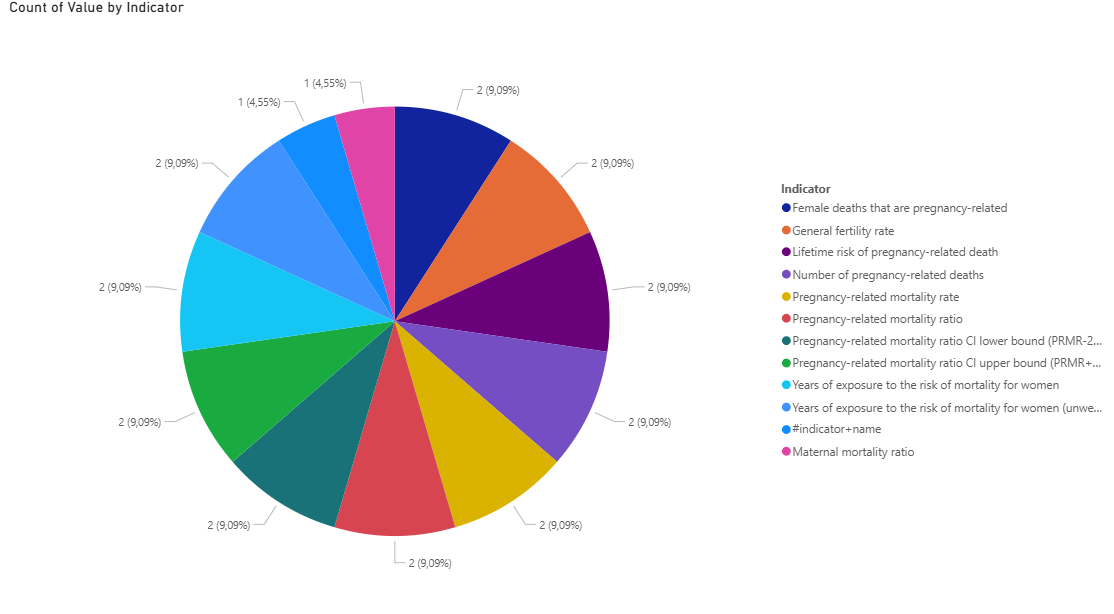 Count of Value by Indicator
1 (4,55%)
2 (9,09%)
1 (4,55%)
2 (9,09%)
2 (9,09%)
2 (9,09%)
2 (9,09%)
2 (9,09%)
2 (9,09%)
2 (9,09%)
2 (9,09%)
2 (9,09%)
Indicator
Female deaths that are pregnancy-related
General fertility rate
Lifetime risk of pregnancy-related death
Number of pregnancy-related deaths
Pregnancy-related mortality rate
Pregnancy-related mortality ratio
Pregnancy-related mortality ratio CI lower bound (PRMR-2...
Pregnancy-related mortality ratio CI upper bound (PRMR+...
Years of exposure to the risk of mortality for women
Years of exposure to the risk of mortality for women (unwe...
#indicator+name
Maternal mortality ratio